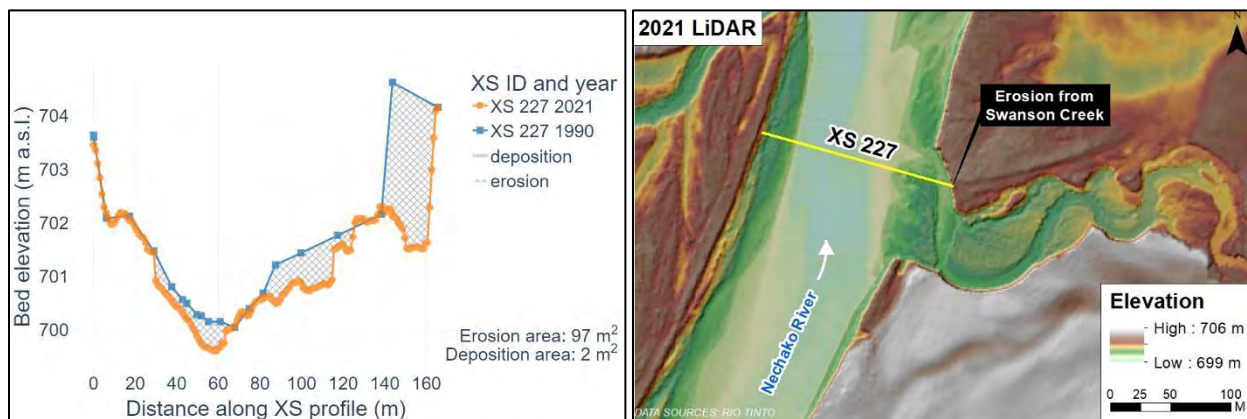 XS ID and year
XS 227 2021
XS 227 1990
deposition
erosion
Bed elevation (m a.s.l.)
704
703
702
701
700
Erosion area: 97 m²
Deposition area: 2 m²
0 20 40 60 80 100 120 140 160
Distance along XS profile (m)
2021 LiDAR
N
Erosion from
Swanson Creek
XS 227
Nechako River
Elevation
High : 706 m
Low : 699 m
0 25 50 100
M
DATA SOURCES: RIO TINTO